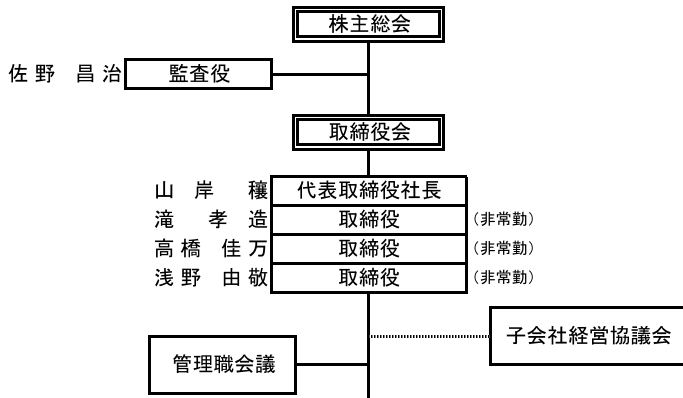 株主総会
佐野 昌治 監査役
取締役会
山岸 穣 代表取締役社長
滝 孝造 取締役 (非常勤)
高橋 佳万 取締役 (非常勤)
浅野 由敬 取締役 (非常勤)
子会社経営協議会
管理職会議